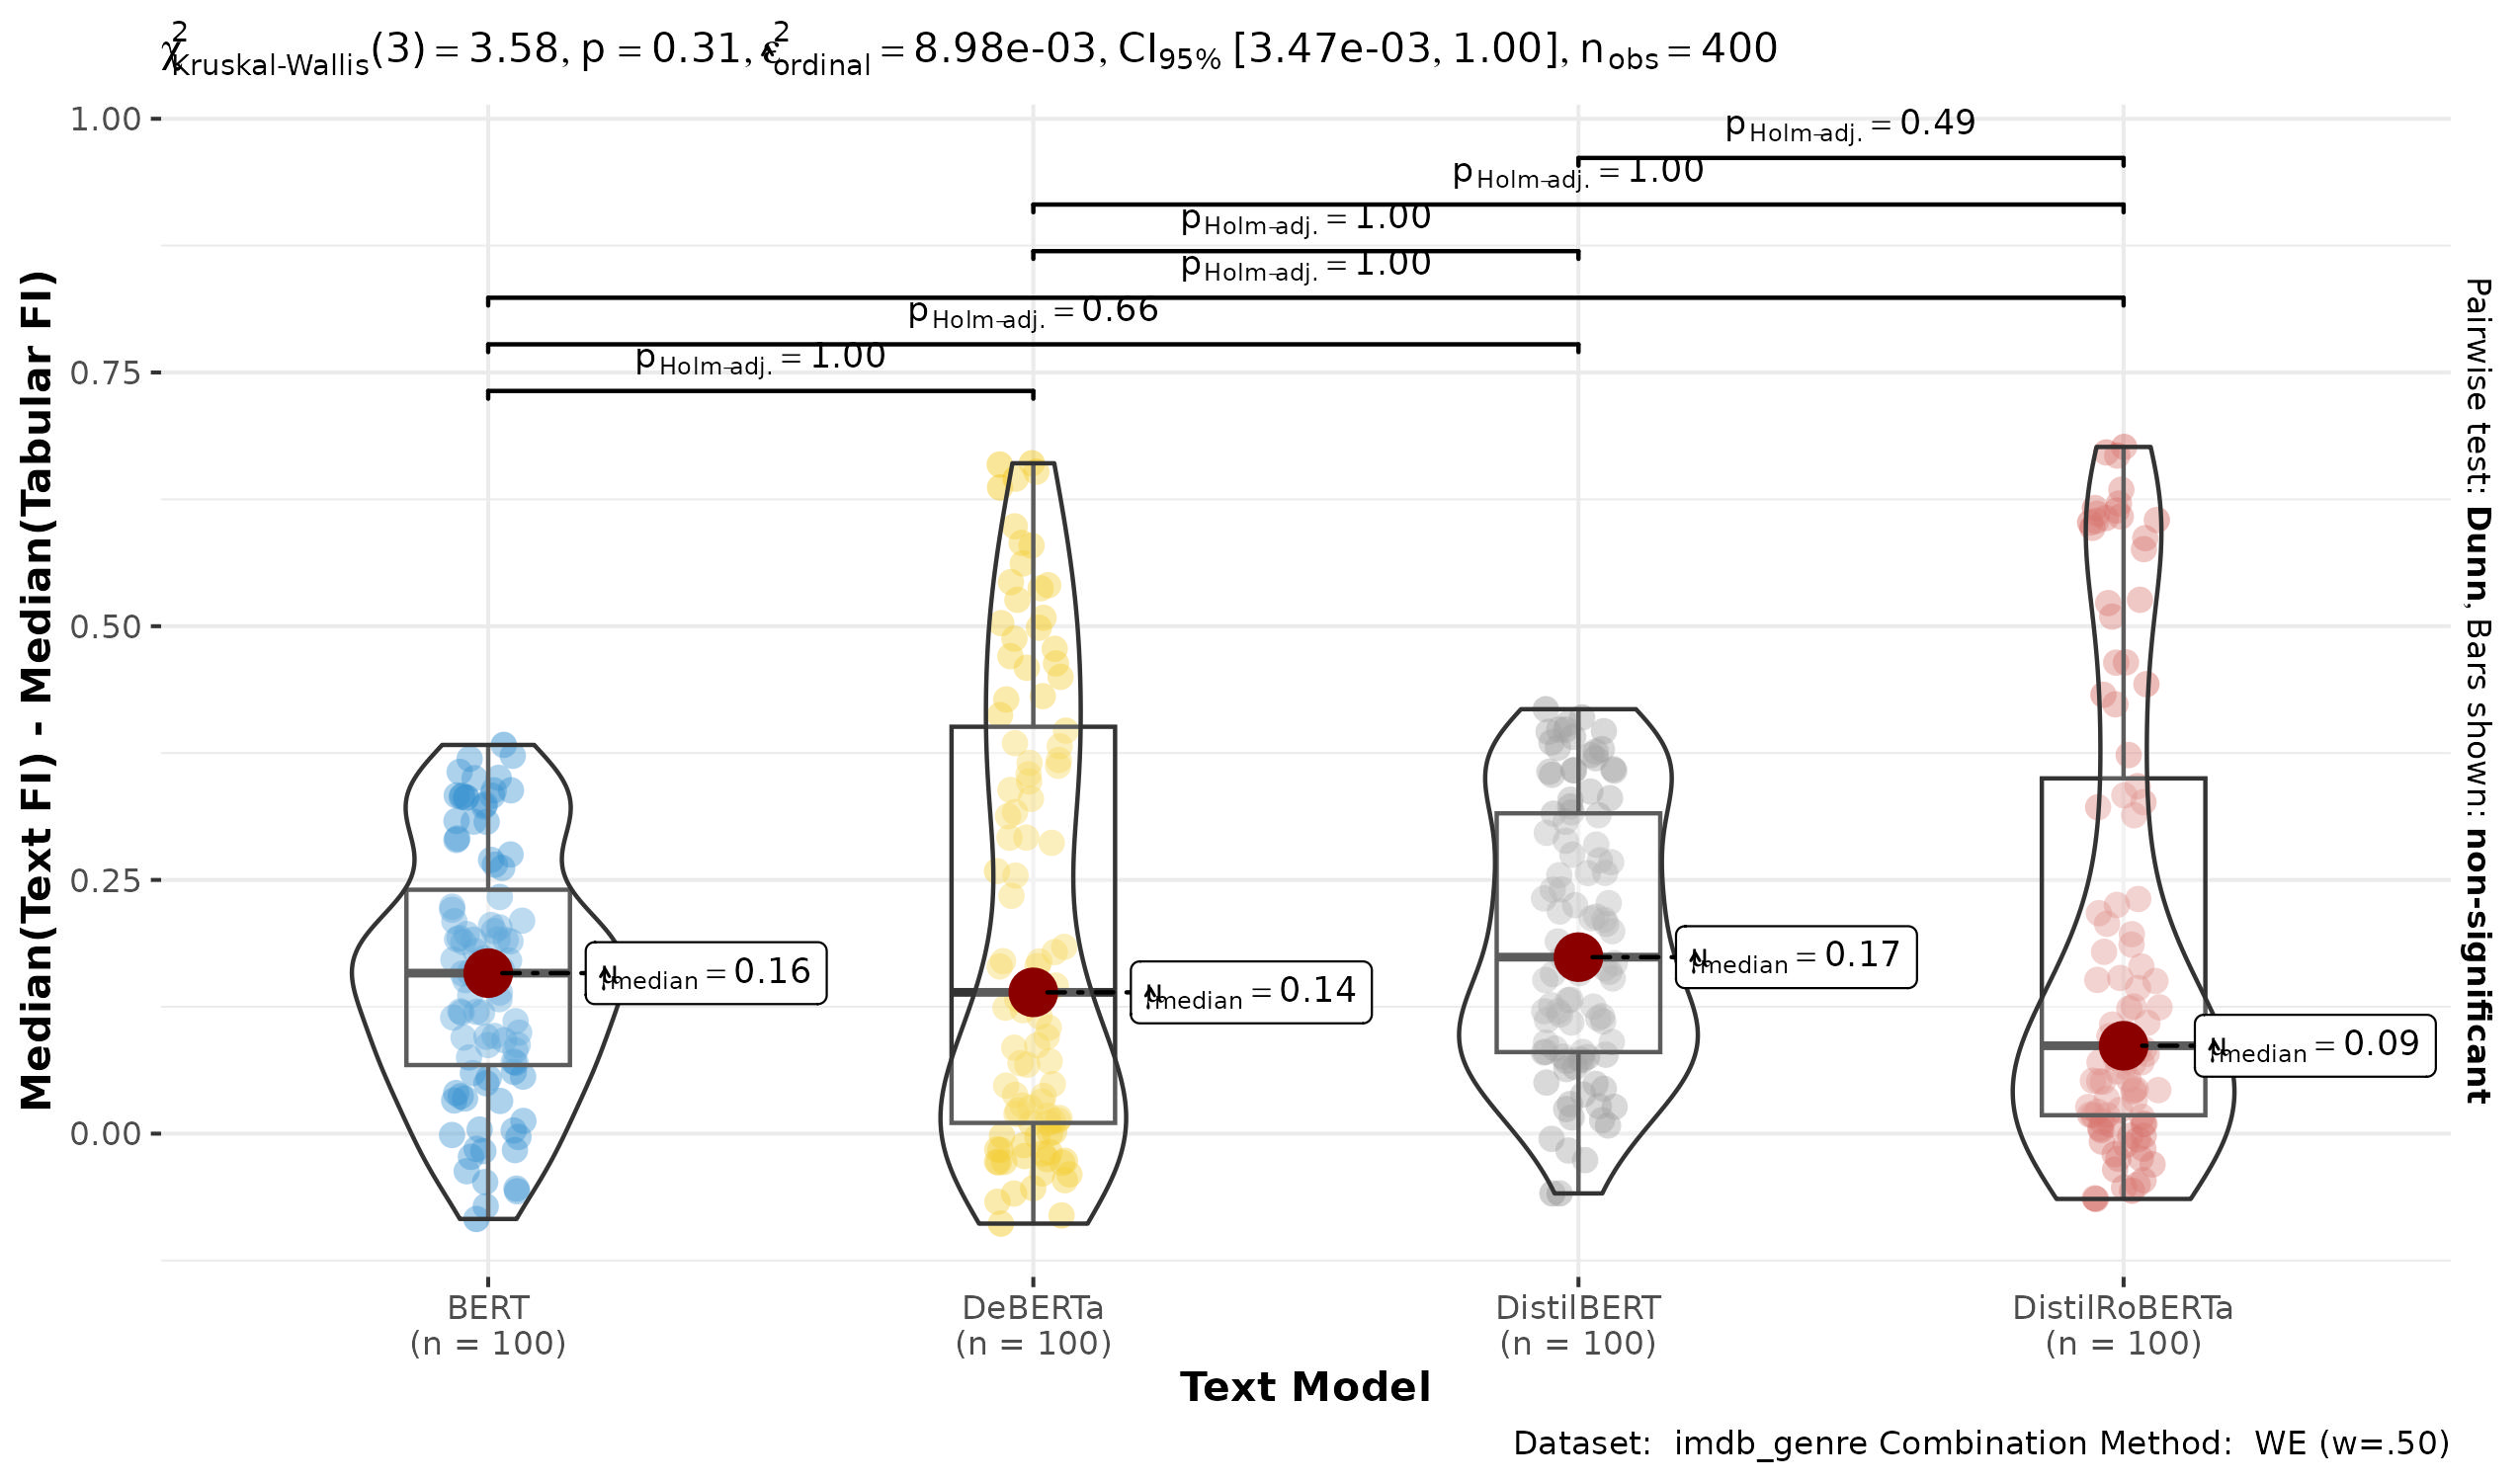 χ̂²Kruskal-Wallis(3) = 3.58, p = 0.31, ε̂²ordinal = 8.98e-03, CI95% [3.47e-03, 1.00], nobs = 400
Median(Text FI) - Median(Tabular FI)
1.00
0.75
0.50
0.25
0.00
pHolm-adj. = 0.49
pHolm-adj. = 1.00
pHolm-adj. = 1.00
pHolm-adj. = 1.00
pHolm-adj. = 0.66
pHolm-adj. = 1.00
μ̂median = 0.16
μ̂median = 0.14
μ̂median = 0.17
μ̂median = 0.09
Pairwise test: Dunn, Bars shown: non-significant
BERT
(n = 100)
DeBERTa
(n = 100)
DistilBERT
(n = 100)
DistilRoBERTa
(n = 100)
Text Model
Dataset:  imdb_genre Combination Method:  WE (w=.50)